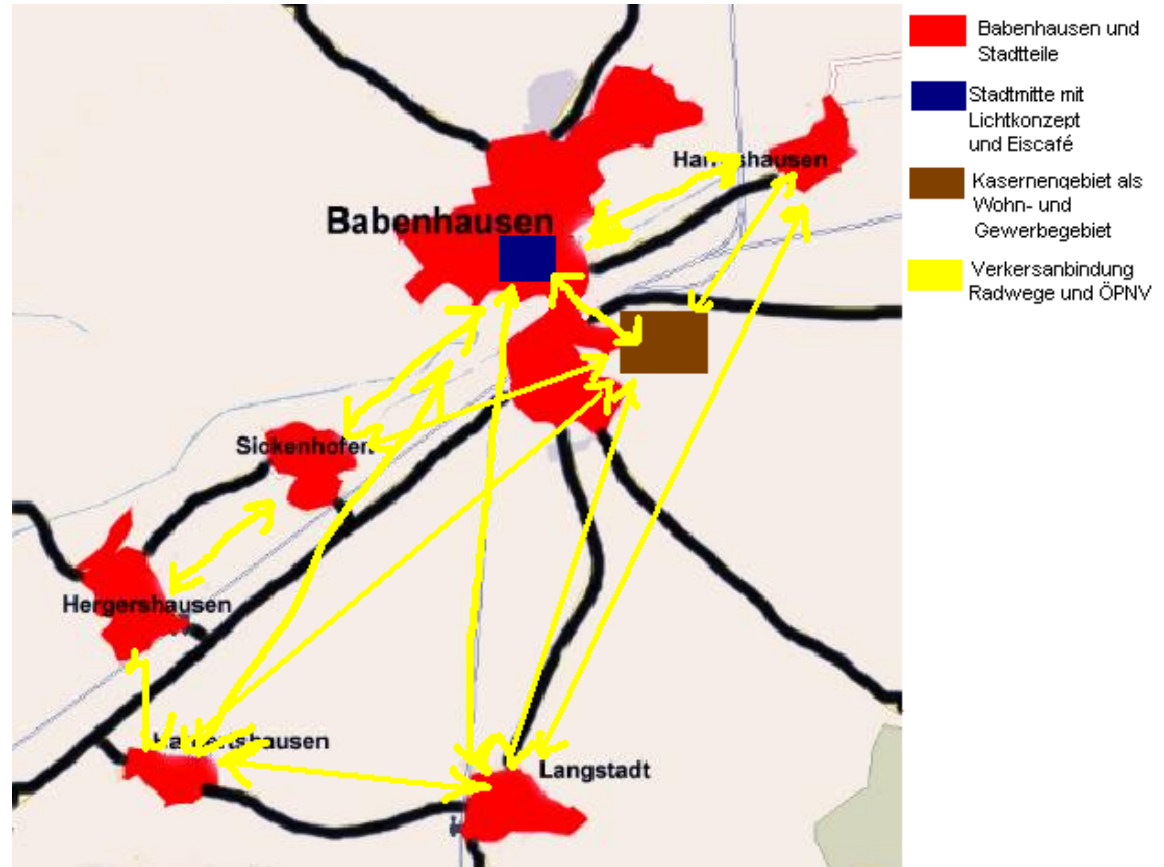 Babenhausen und
Stadtteile
Stadtmitte mit
Lichtkonzept
und Eiscafé
Kasernengebiet als
Wohn- und
Gewerbegebiet
Verkersanbindung
Radwege und ÖPNV
Babenhausen
Sickenhofen
Hergershausen
Langstadt